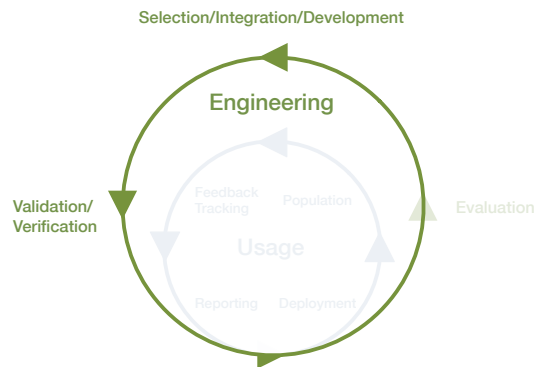 Selection/Integration/Development
Engineering
Feedback
Tracking
Population
Validation/
Verification
Evaluation
Usage
Reporting
Deployment